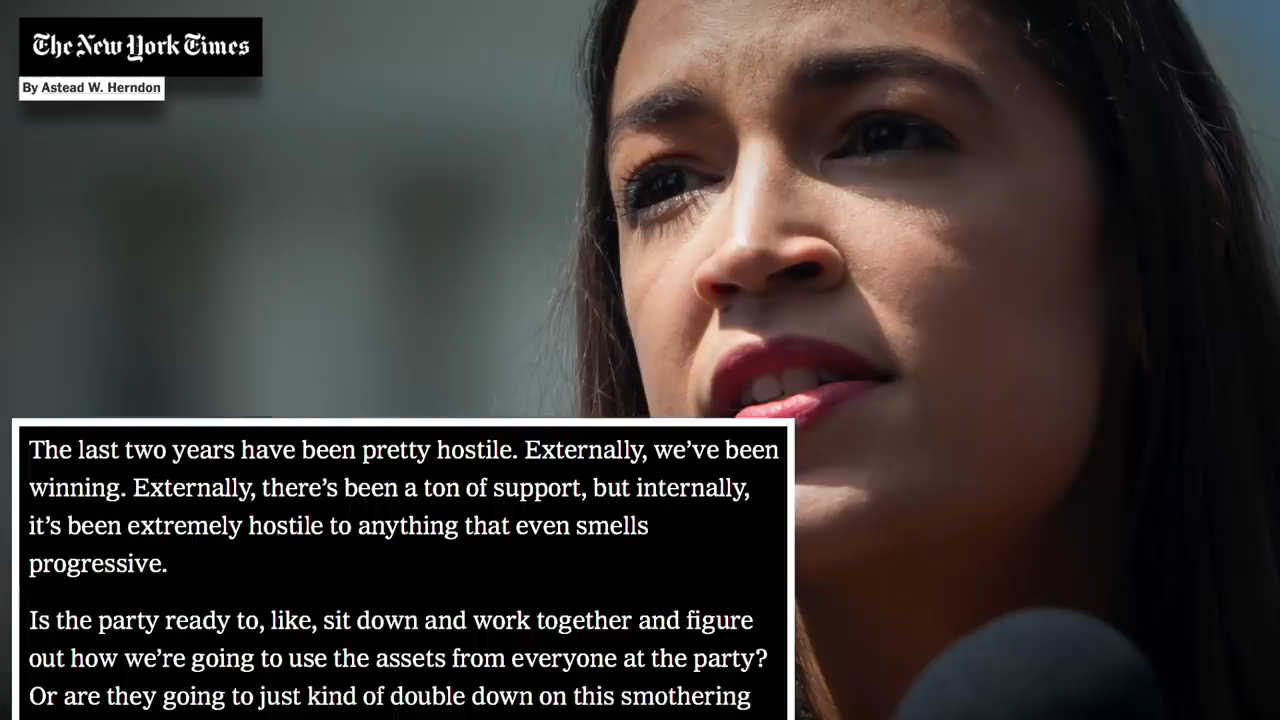 The New York Times
By Astead W. Herndon
The last two years have been pretty hostile. Externally, we’ve been
winning. Externally, there’s been a ton of support, but internally,
it’s been extremely hostile to anything that even smells
progressive.
Is the party ready to, like, sit down and work together and figure
out how we’re going to use the assets from everyone at the party?
Or are they going to just kind of double down on this smothering